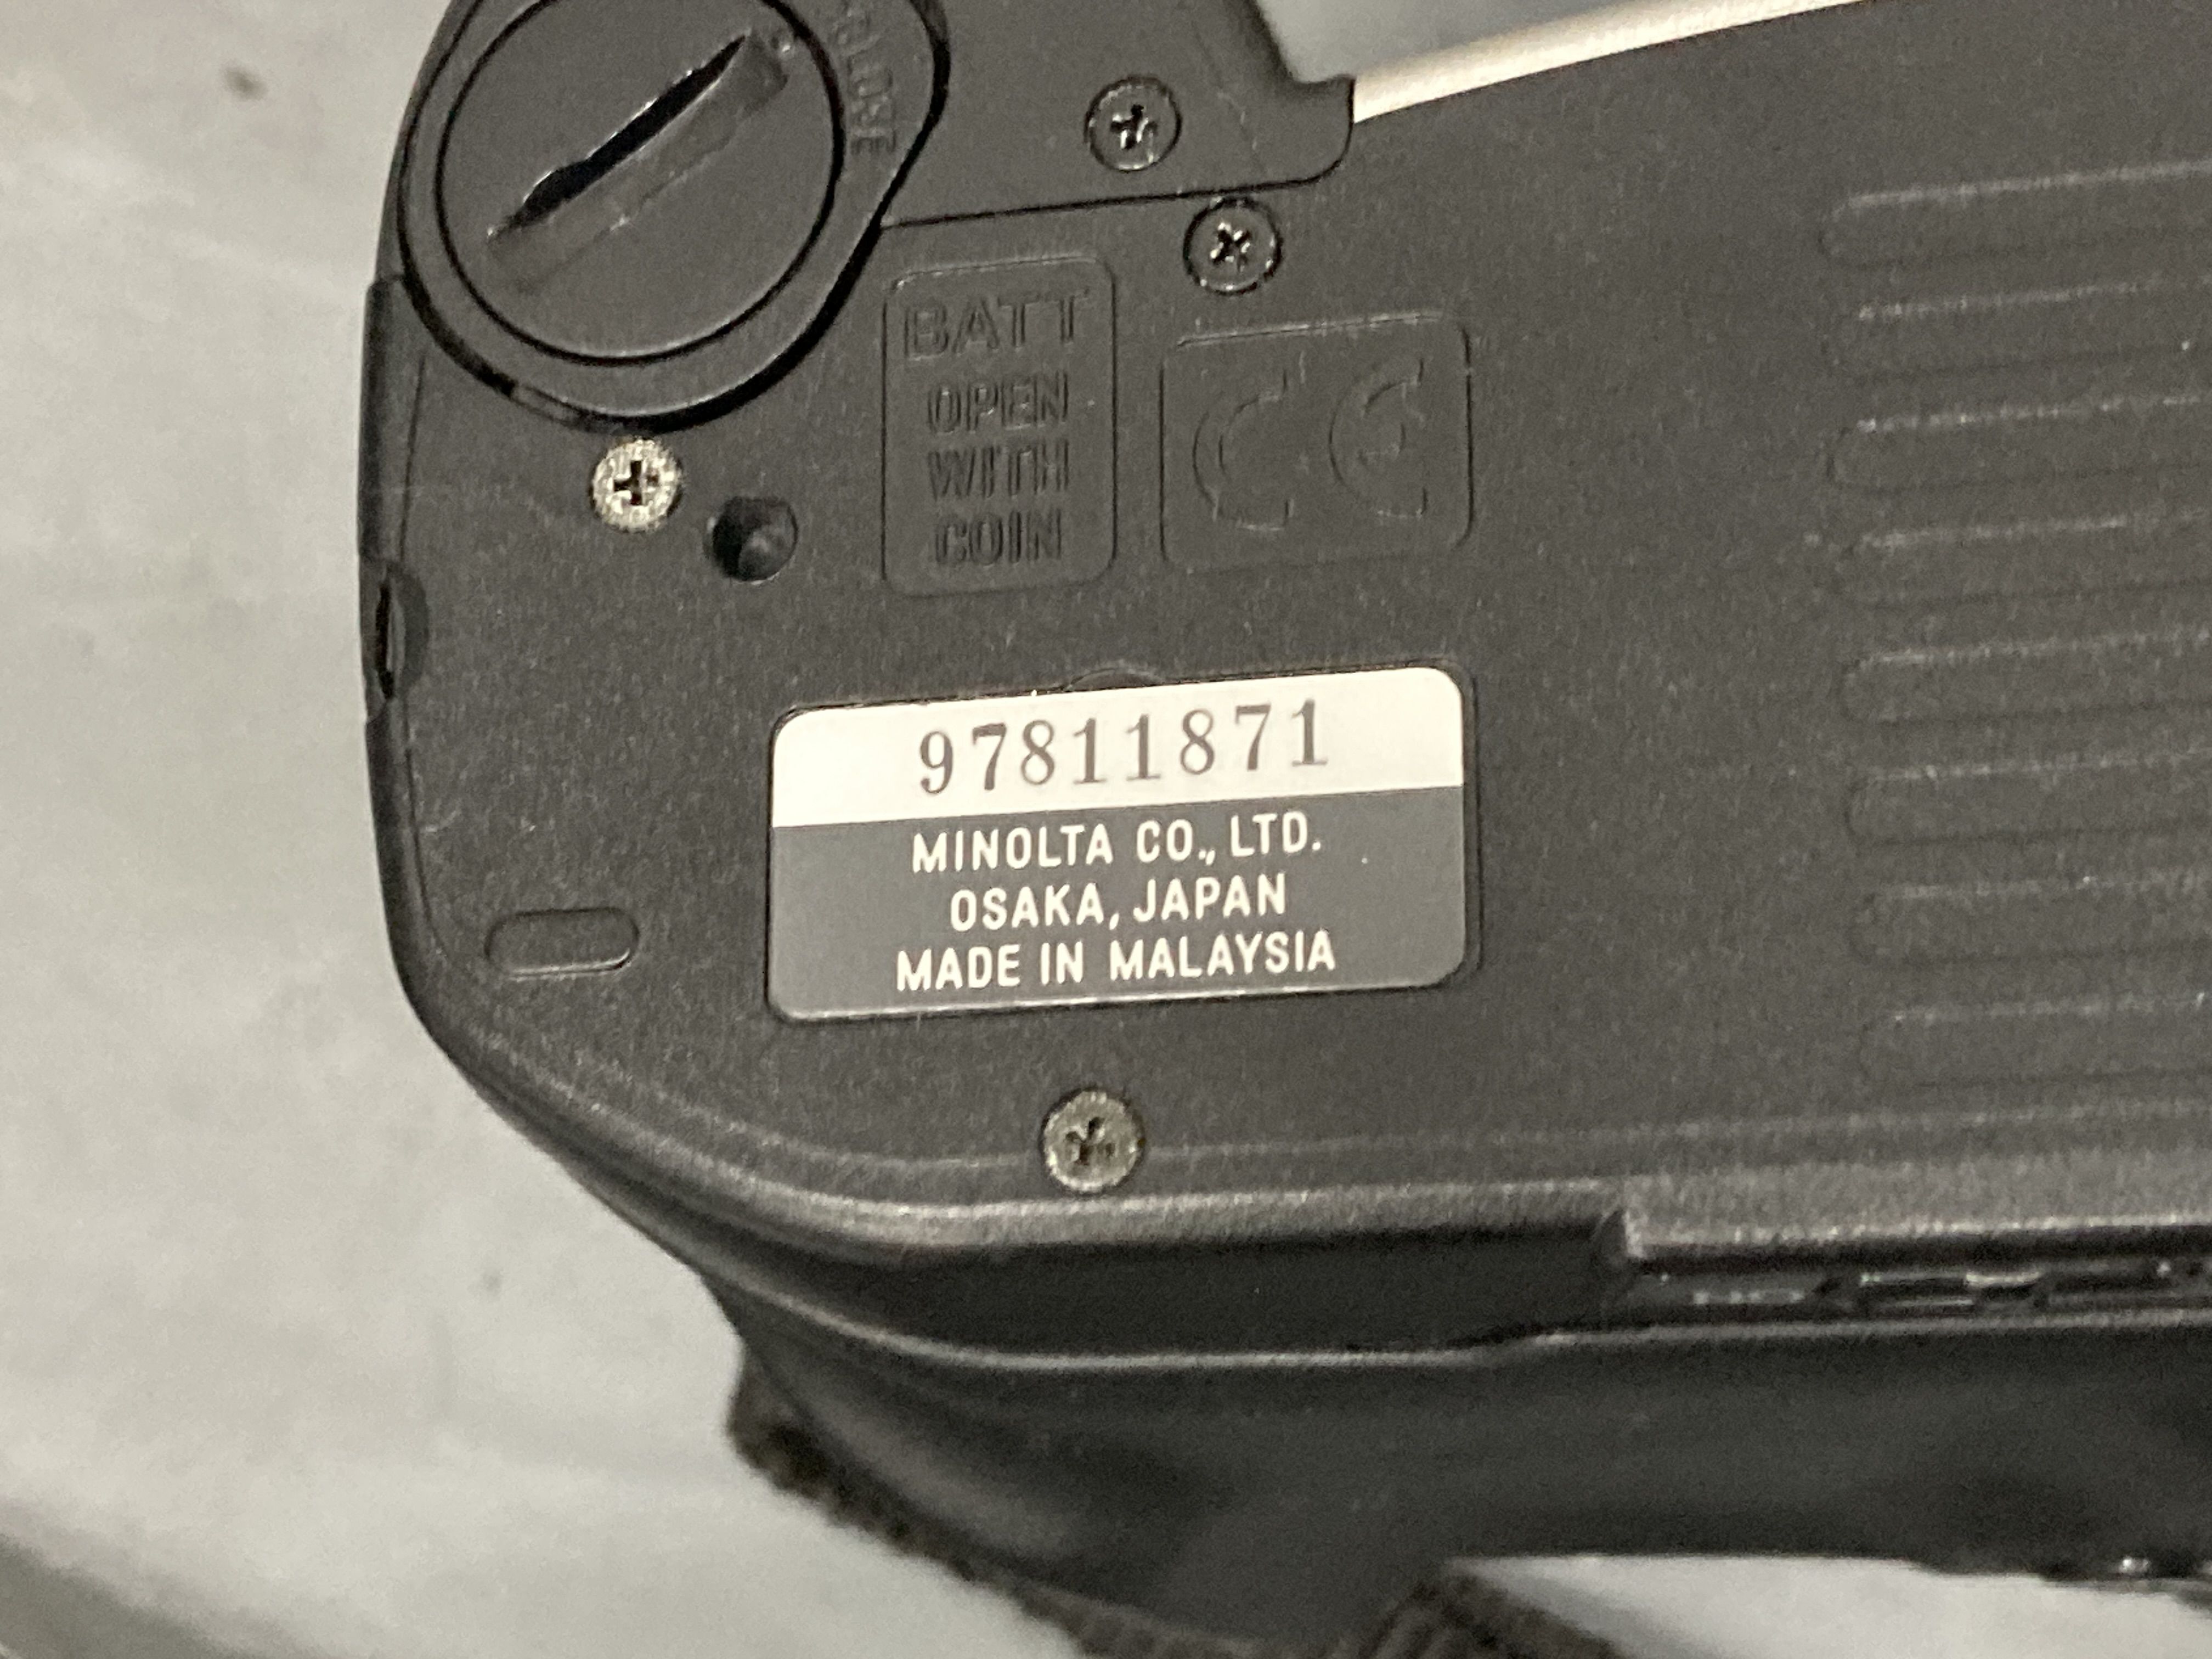 BATT
OPEN
WITH
COIN
CE
97811871
MINOLTA CO., LTD.
OSAKA, JAPAN
MADE IN MALAYSIA